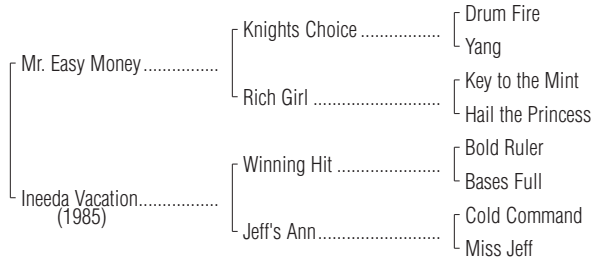 Drum Fire
Knights Choice ..................
Yang
Mr. Easy Money.................
Key to the Mint
Rich Girl .............................
Hail the Princess
Bold Ruler
Winning Hit .......................
Bases Full
Ineeda Vacation..................
(1985)
Cold Command
Jeff's Ann............................
Miss Jeff